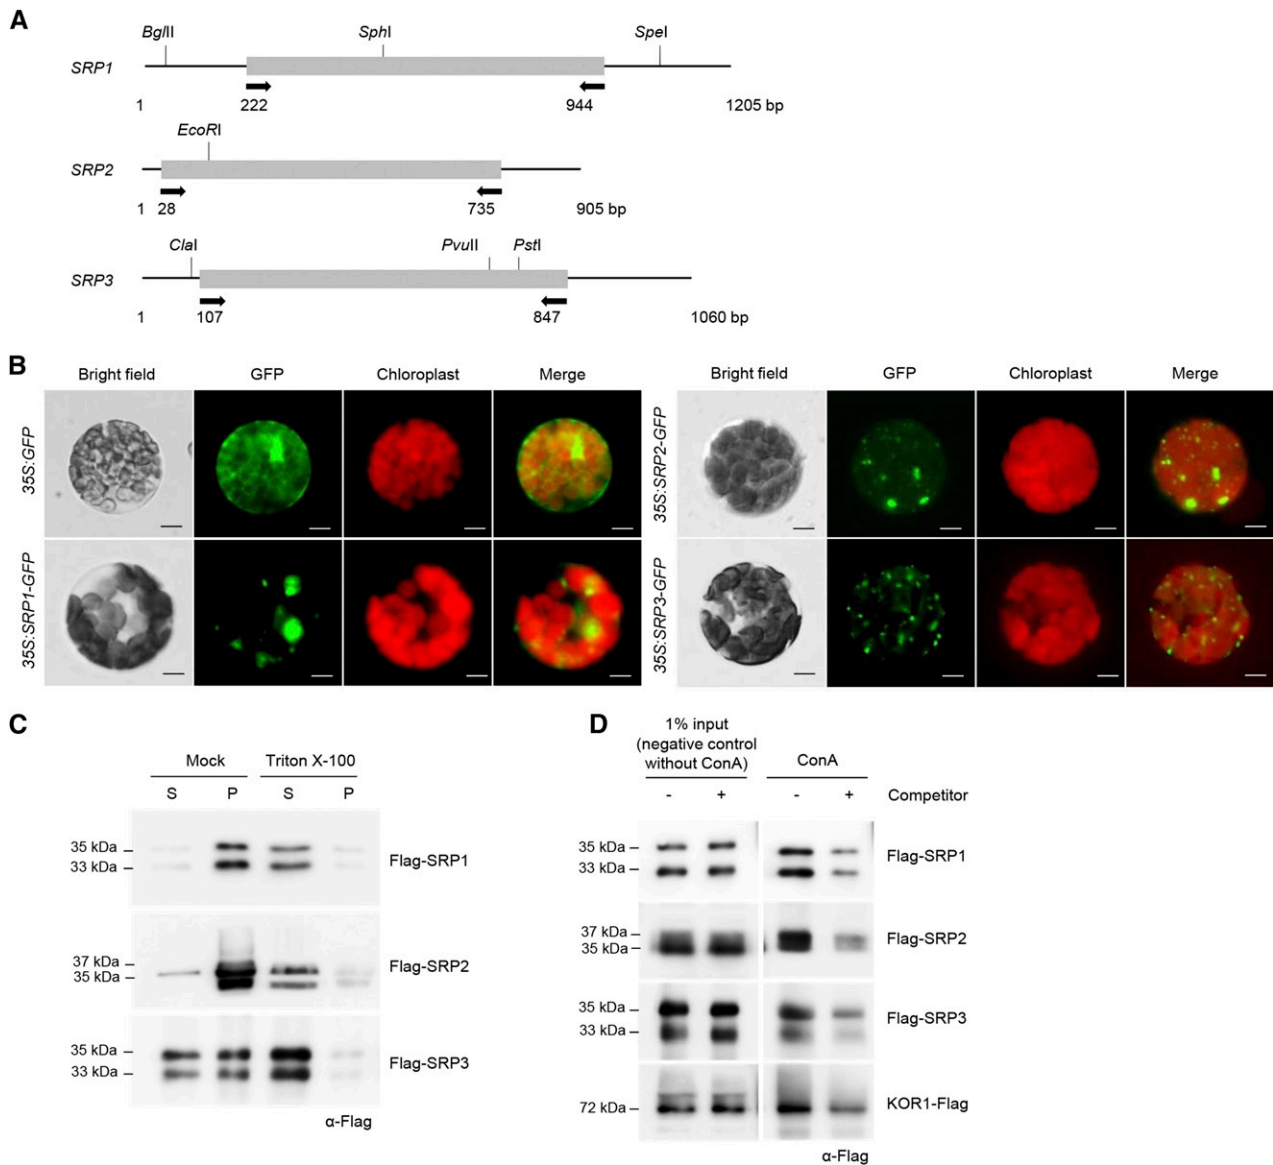 A
BglII SphI SpeI
SRP1
1 222 944 1205 bp
EcoRI
SRP2
1 28 735 905 bp
ClaI PvuII PstI
SRP3
1 107 847 1060 bp
B
Bright field GFP Chloroplast Merge Bright field GFP Chloroplast Merge
35S:GFP
35S:SRP1-GFP
35S:SRP2-GFP
35S:SRP3-GFP
C
Mock Triton X-100
S P S P
35 kDa
33 kDa
Flag-SRP1
37 kDa
35 kDa
Flag-SRP2
35 kDa
33 kDa
Flag-SRP3
α-Flag
D
1% input
(negative control
without ConA) ConA
- + - + Competitor
35 kDa
33 kDa
Flag-SRP1
37 kDa
35 kDa
Flag-SRP2
35 kDa
33 kDa
Flag-SRP3
72 kDa
KOR1-Flag
α-Flag